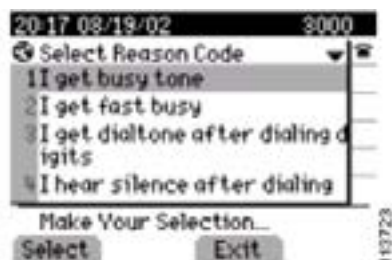 20:17 08/19/02 3000
Select Reason Code
1 I get busy tone
2 I get fast busy
3 I get dialtone after dialing d
igits
4 I hear silence after dialing
Make Your Selection...
Select Exit